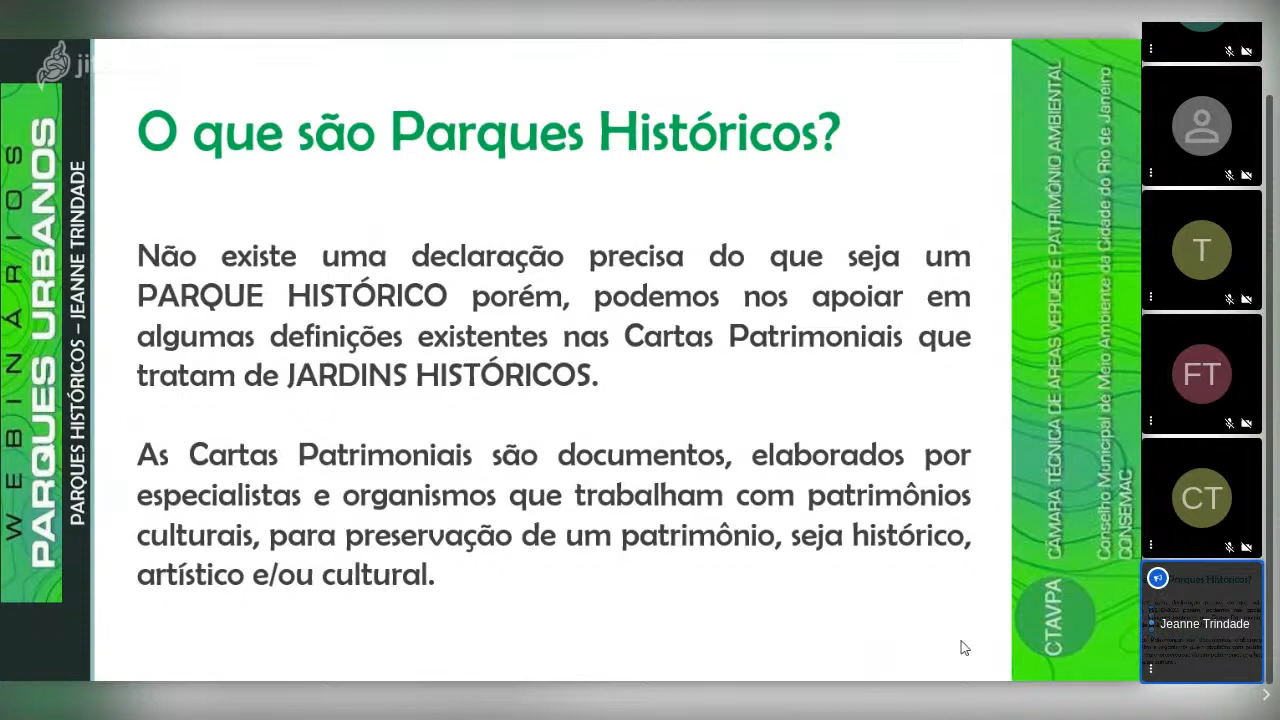 WEBINÁRIOS
PARQUES URBANOS
PARQUES HISTÓRICOS – JEANNE TRINDADE
O que são Parques Históricos?
Não existe uma declaração precisa do que seja um
PARQUE HISTÓRICO porém, podemos nos apoiar em
algumas definições existentes nas Cartas Patrimoniais que
tratam de JARDINS HISTÓRICOS.
As Cartas Patrimoniais são documentos, elaborados por
especialistas e organismos que trabalham com patrimônios
culturais, para preservação de um patrimônio, seja histórico,
artístico e/ou cultural.
CTAVPA
CÂMARA TÉCNICA DE ÁREAS VERDES E PATRIMÔNIO AMBIENTAL
Conselho Municipal de Meio Ambiente da Cidade do Rio de Janeiro
CONSEMAC
T
FT
CT
Parques Históricos?
Jeanne Trindade